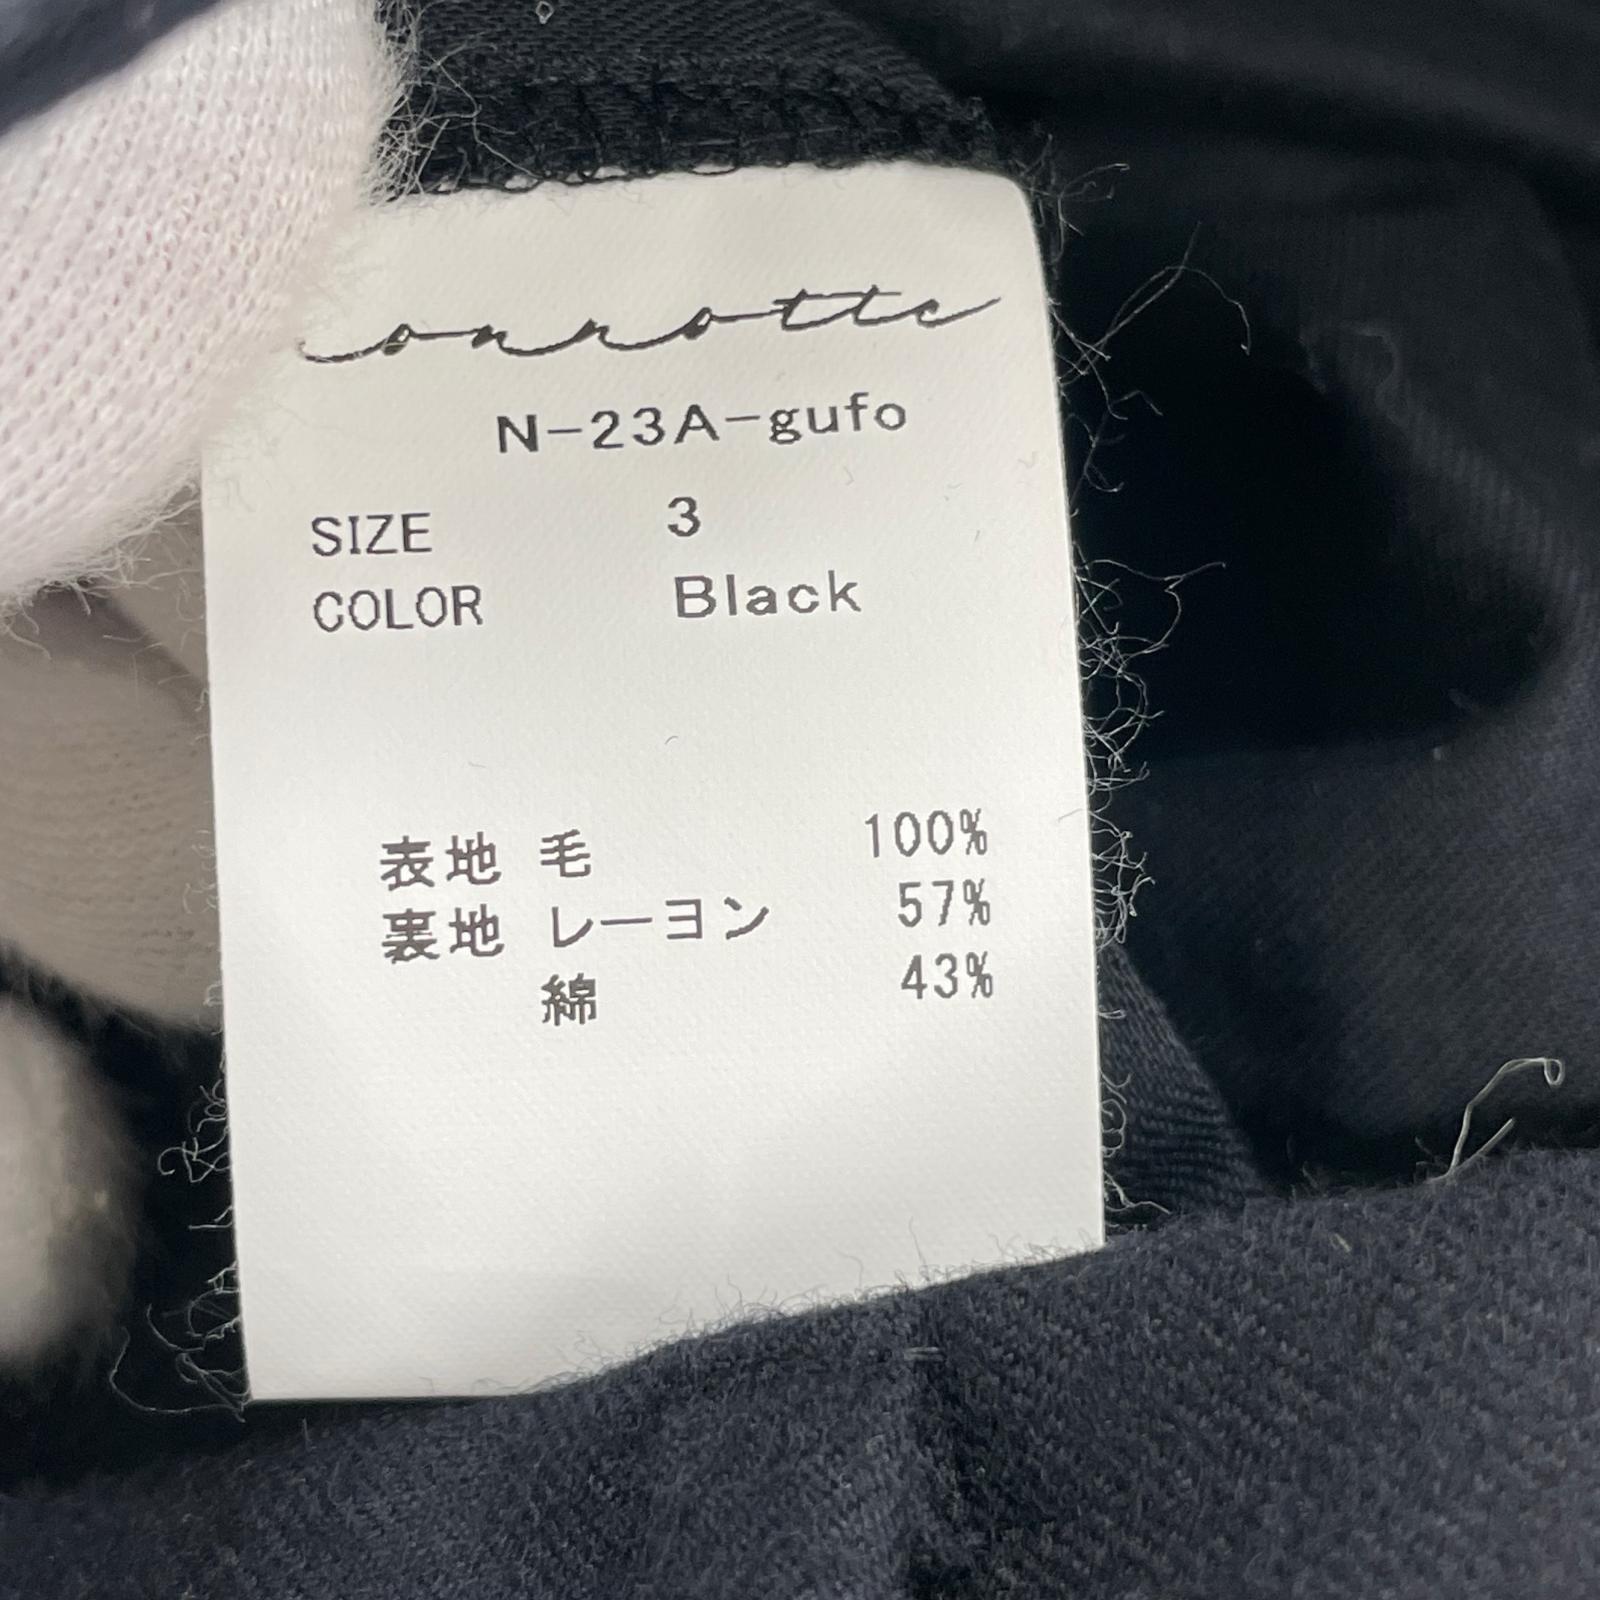 N-23A-gufo
SIZE 3
COLOR Black
表地 毛 100%
裏地 レーヨン 57%
綿 43%